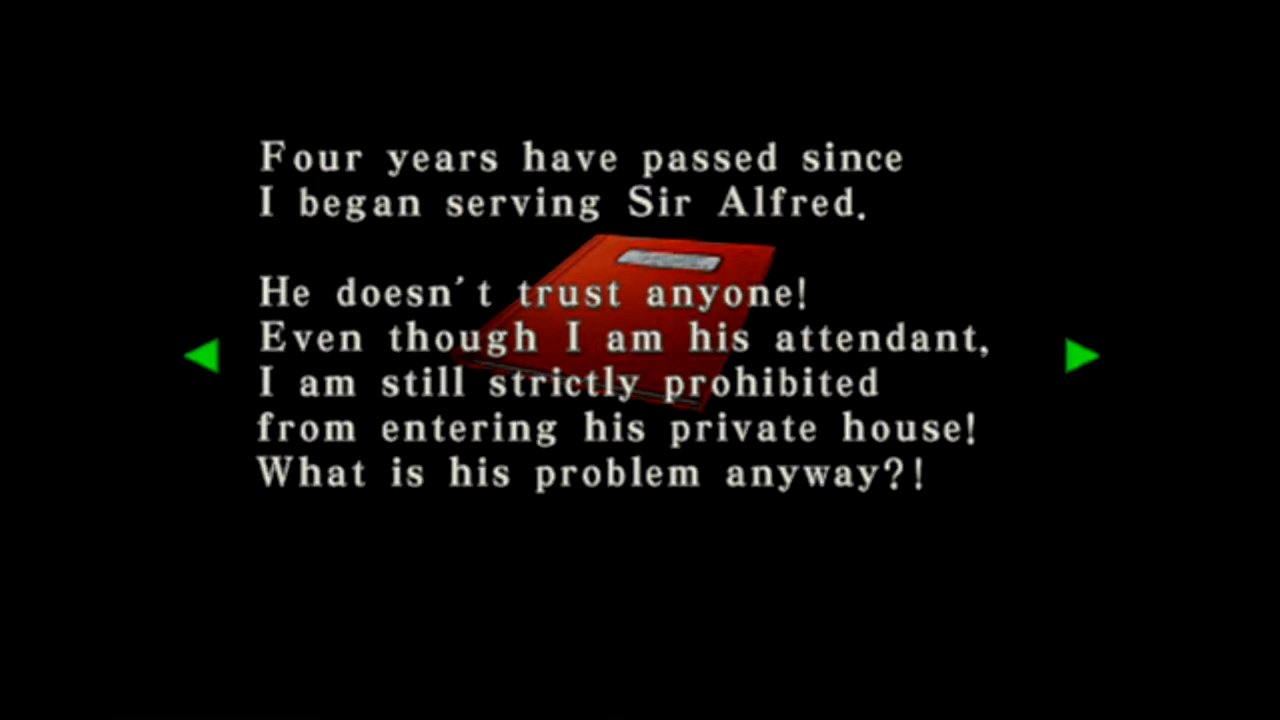 Four years have passed since
I began serving Sir Alfred.
He doesn't trust anyone!
Even though I am his attendant,
I am still strictly prohibited
from entering his private house!
What is his problem anyway?!